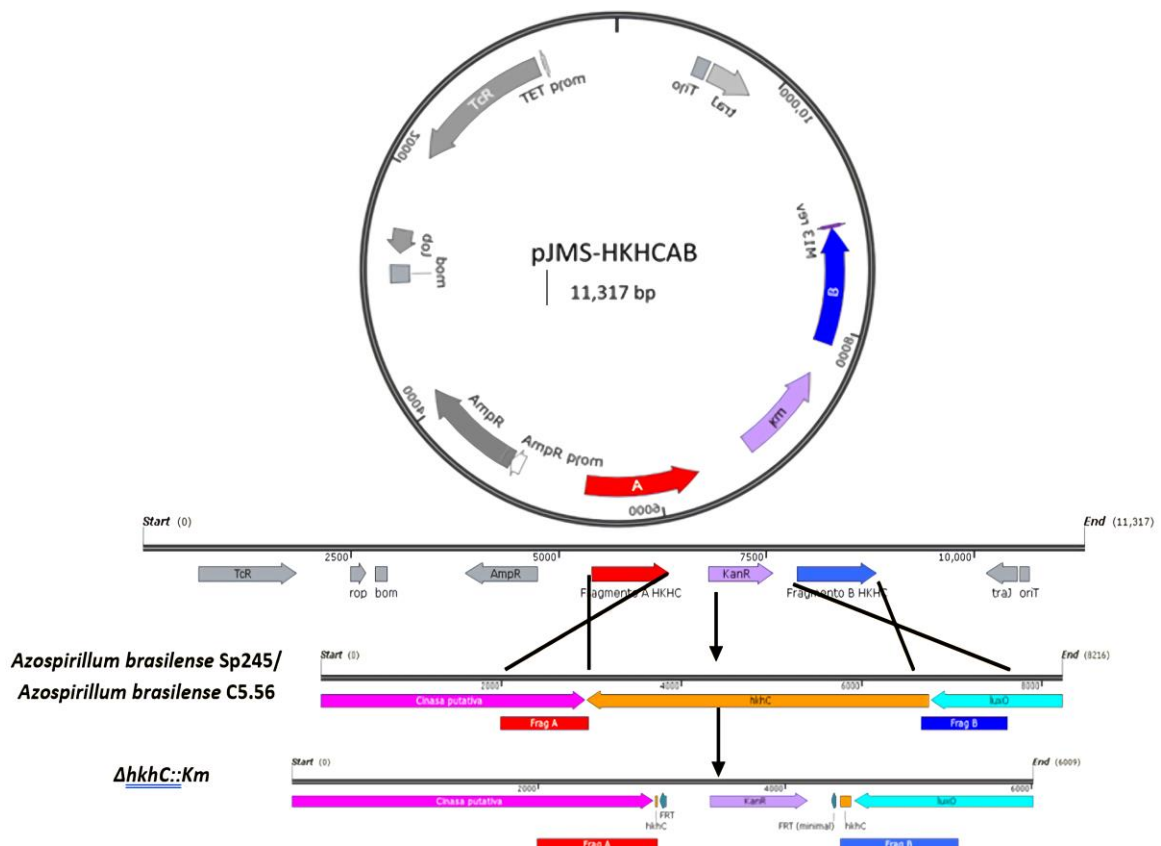 TcR
TET prom
oriT
traJ
10,000
2000
M13 rev
rop
bom
pJMS-HKHCAB
11,317 bp
B
8000
km
4000
AmpR
AmpR prom
A
6000
Start (0)
End (11,317)
2500
5000
7500
10,000
TcR
rop
bom
AmpR
Fragmento A HKHC
KanR
Fragmento B HKHC
traJ
oriT
Azospirillum brasilense Sp245/
Azospirillum brasilense C5.56
Start (0)
End (8216)
2000
4000
6000
8000
Cinasa putativa
hkhC
luxO
Frag A
Frag B
ΔhkhC::Km
Start (0)
End (6009)
2000
4000
6000
Cinasa putativa
hkhC
FRT
KanR
FRT (minimal)
hkhC
luxO
Frag A
Frag B